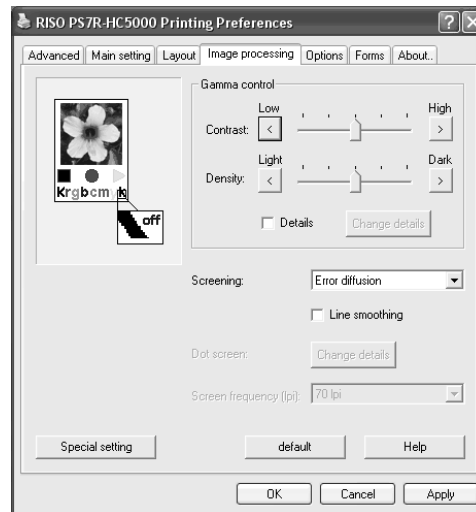 RISO PS7R-HC5000 Printing Preferences
Advanced Main setting Layout Image processing Options Forms About..
Gamma control
Low High
Contrast: < >
Light Dark
Density: < >
Details Change details
Krgbcmyk
off
Screening: Error diffusion
Line smoothing
Dot screen: Change details
Screen frequency (lpi): 70 lpi
Special setting default Help
OK Cancel Apply